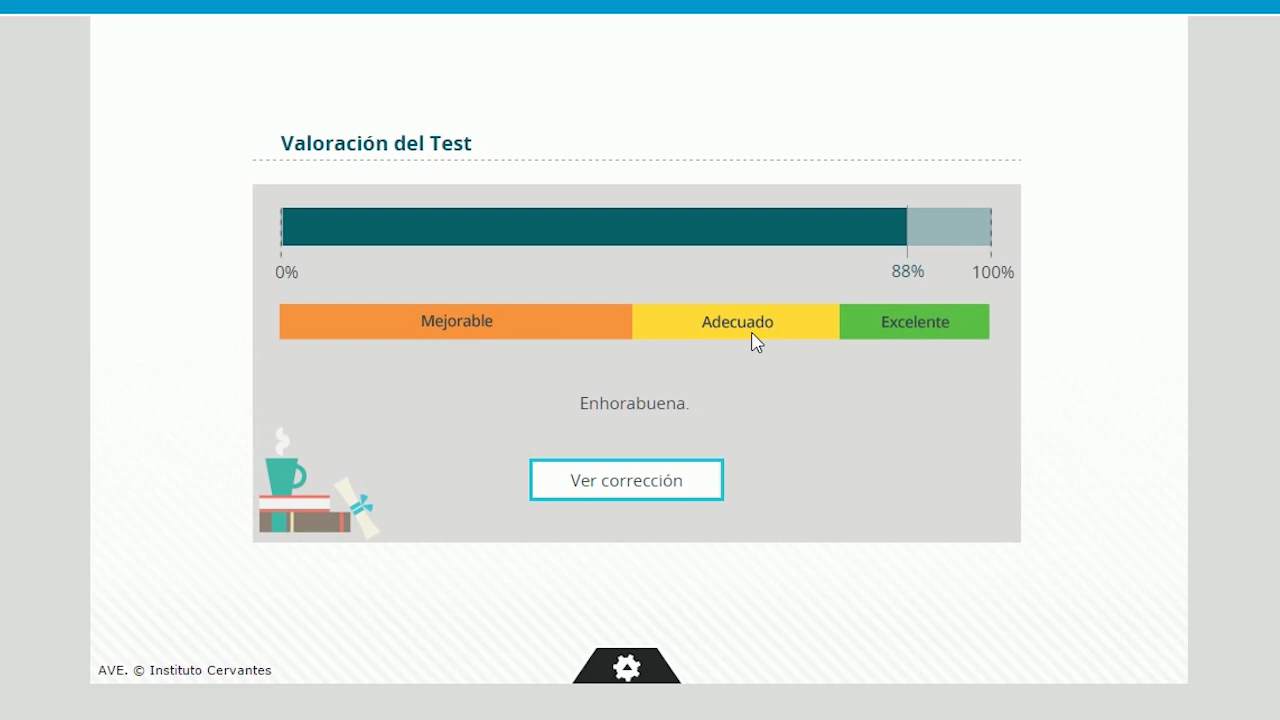 Valoración del Test
0%
88%
100%
Mejorable
Adecuado
Excelente
Enhorabuena.
Ver corrección
AVE. © Instituto Cervantes